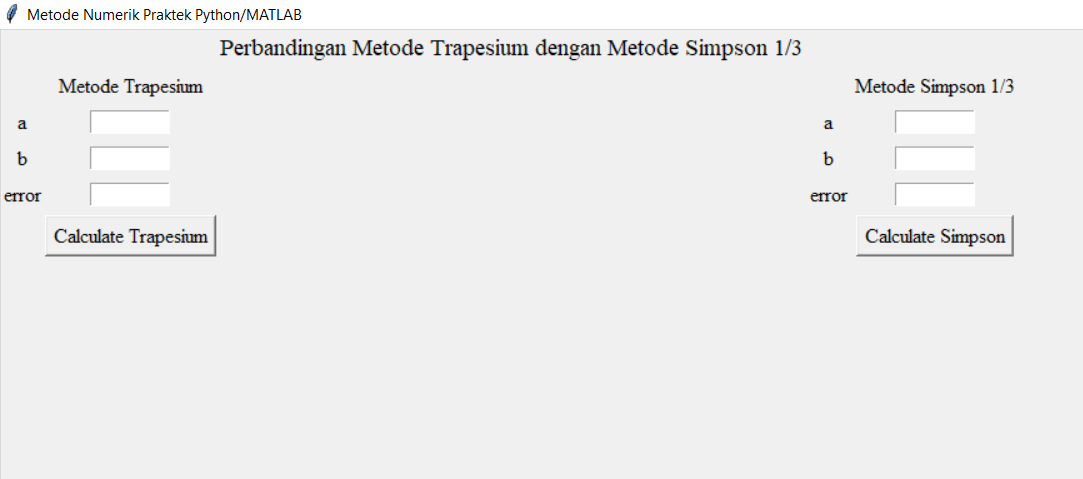 Metode Numerik Praktek Python/MATLAB
Perbandingan Metode Trapesium dengan Metode Simpson 1/3
Metode Trapesium
a
b
error
Calculate Trapesium
Metode Simpson 1/3
a
b
error
Calculate Simpson